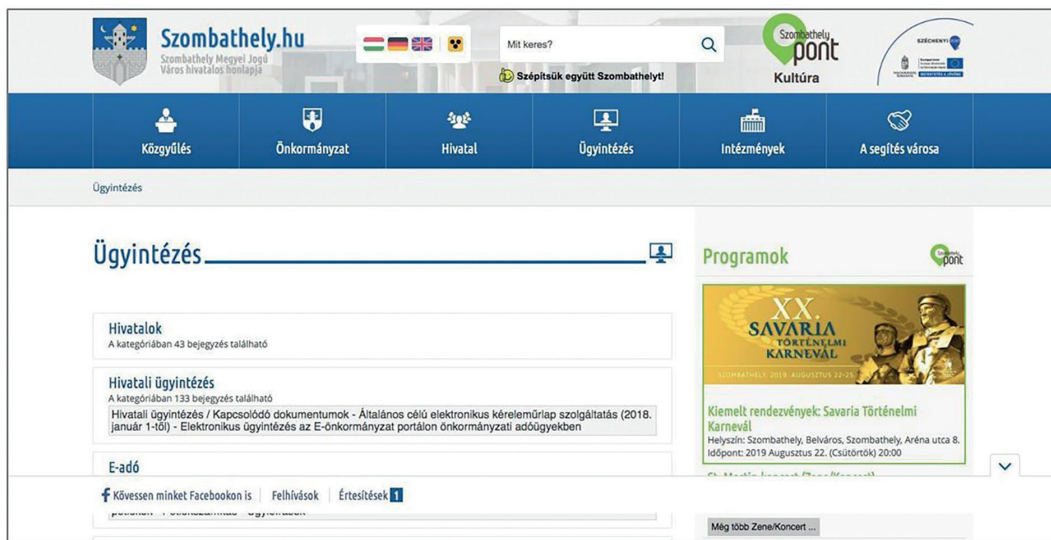 Szombathely.hu
Szombathely Megyei Jogú
Város hivatalos honlapja
Mit keres?
Szépítsük együtt Szombathelyt!
Szombathely
pont
Kultúra
SZÉCHENYI
Közgyűlés
Önkormányzat
Hivatal
Ügyintézés
Intézmények
A segítés városa
Ügyintézés
Ügyintézés
Hivatalok
A kategóriában 43 bejegyzés található
Hivatali ügyintézés
A kategóriában 133 bejegyzés található
Hivatali ügyintézés / Kapcsolódó dokumentumok - Általános célú elektronikus kéreleműrlap szolgáltatás (2018.
január 1-től) - Elektronikus ügyintézés az E-önkormányzat portálon önkormányzati adóügyekben
E-adó
Programok
Szombathely
pont
XX.
SAVARIA
TÖRTÉNELMI
KARNEVÁL
SZOMBATHELY, 2019. AUGUSZTUS 22-25.
Kiemelt rendezvények: Savaria Történelmi
Karnevál
Helyszín: Szombathely, Belváros, Szombathely, Aréna utca 8.
Időpont: 2019 Augusztus 22. (Csütörtök) 20:00
Kövessen minket Facebookon is
Felhívások
Értesítések 1
Még több Zene/Koncert ...